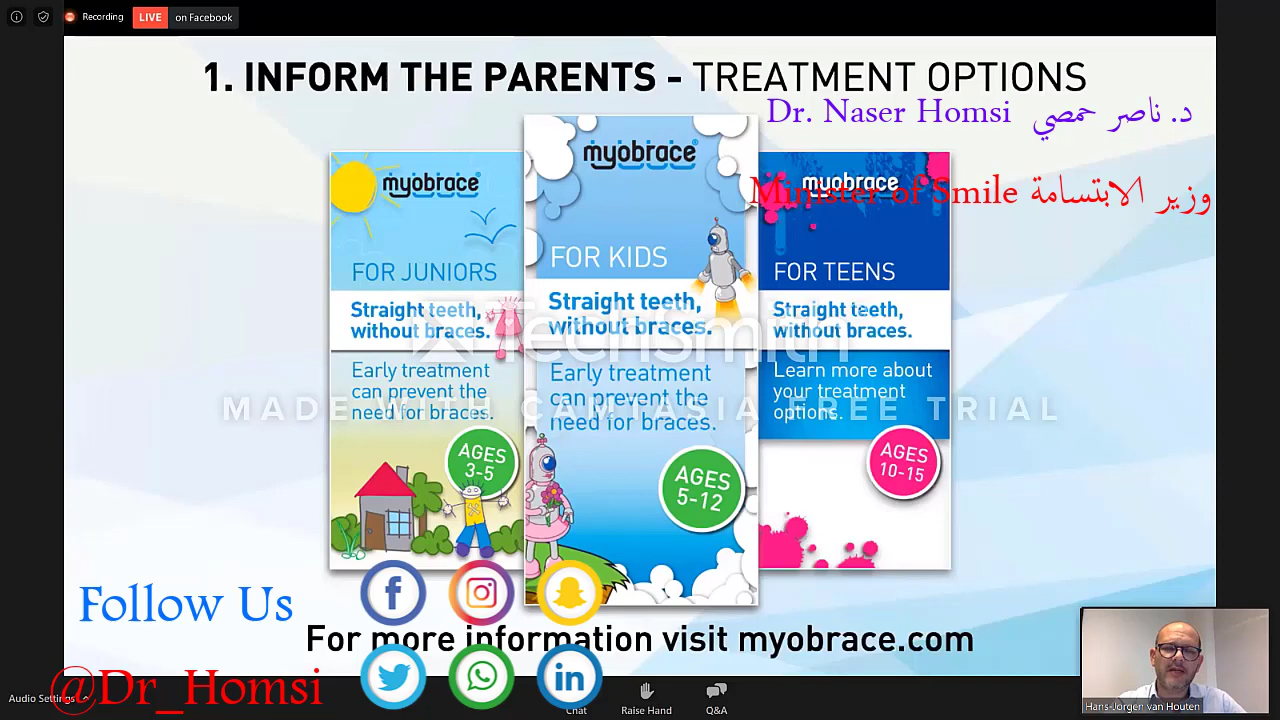 Recording
LIVE
on Facebook
1. INFORM THE PARENTS - TREATMENT OPTIONS
Dr. Naser Homsi د. ناصر حمصي
Minister of Smile وزير الابتسامة
myobrace®
FOR JUNIORS
Straight teeth,
without braces.
Early treatment
can prevent the
need for braces.
AGES
3-5
myobrace®
FOR KIDS
Straight teeth,
without braces.
Early treatment
can prevent the
need for braces.
AGES
5-12
myobrace
FOR TEENS
Straight teeth,
without braces.
Learn more about
your treatment
options.
AGES
10-15
TechSmith
MADE WITH CAMTASIA FREE TRIAL
Follow Us
For more information visit myobrace.com
@Dr_Homsi
Audio Settings
Chat
Raise Hand
Q&A
Hans-Jorgen van Houten